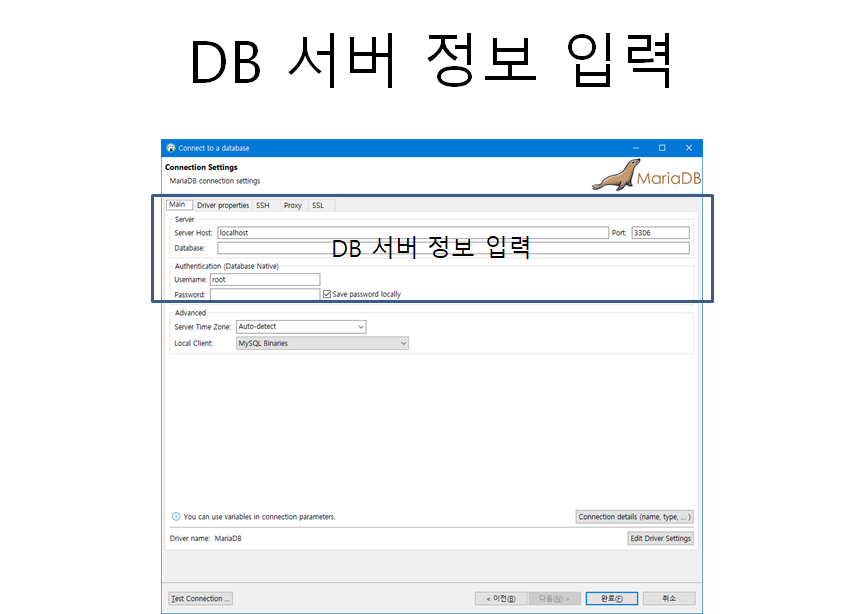 DB 서버 정보 입력
Connect to a database
Connection Settings
MariaDB connection settings
MariaDB
Main Driver properties SSH Proxy SSL
Server
Server Host: localhost Port: 3306
Database:
DB 서버 정보 입력
Authentication (Database Native)
Username: root
Password: Save password locally
Advanced
Server Time Zone: Auto-detect
Local Client: MySQL Binaries
You can use variables in connection parameters. Connection details (name, type, ... )
Driver name: MariaDB Edit Driver Settings
Test Connection ... < 이전(B) 다음(N) > 완료(F) 취소